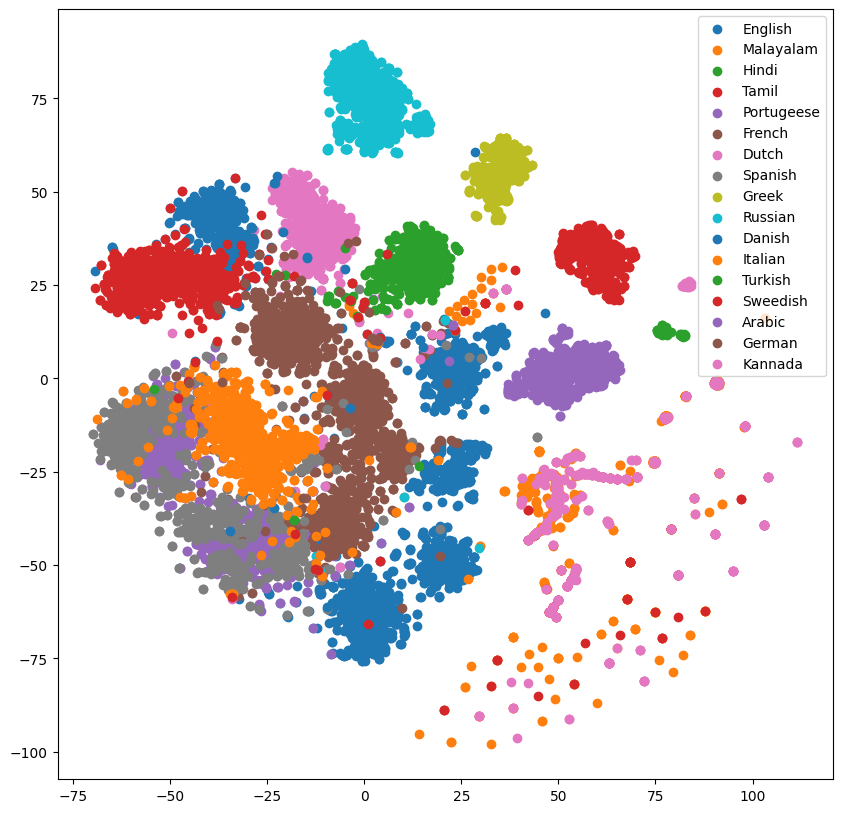 English
Malayalam
Hindi
Tamil
Portugeese
French
Dutch
Spanish
Greek
Russian
Danish
Italian
Turkish
Sweedish
Arabic
German
Kannada
75
50
25
0
−25
−50
−75
−100
−75 −50 −25 0 25 50 75 100